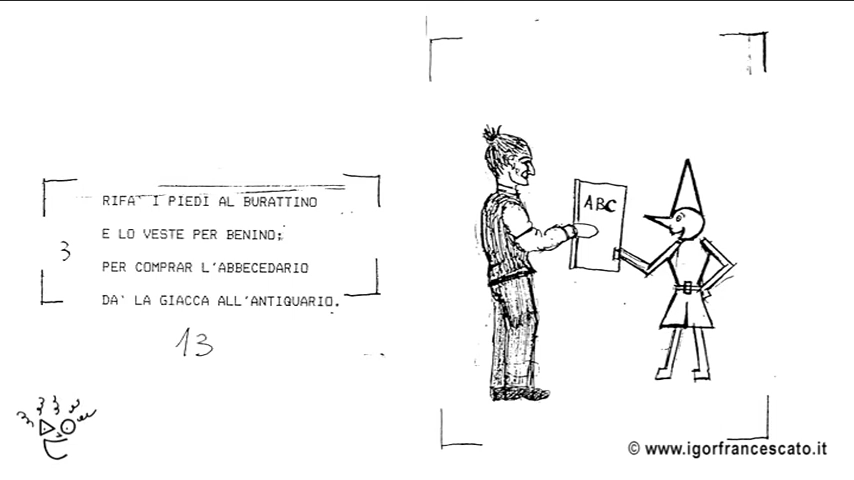 RIFA' I PIEDI AL BURATTINO
E LO VESTE PER BENINO;
3
PER COMPRAR L'ABBECEDARIO
DA' LA GIACCA ALL'ANTIQUARIO.
13
ABC
© www.igorfrancescato.it